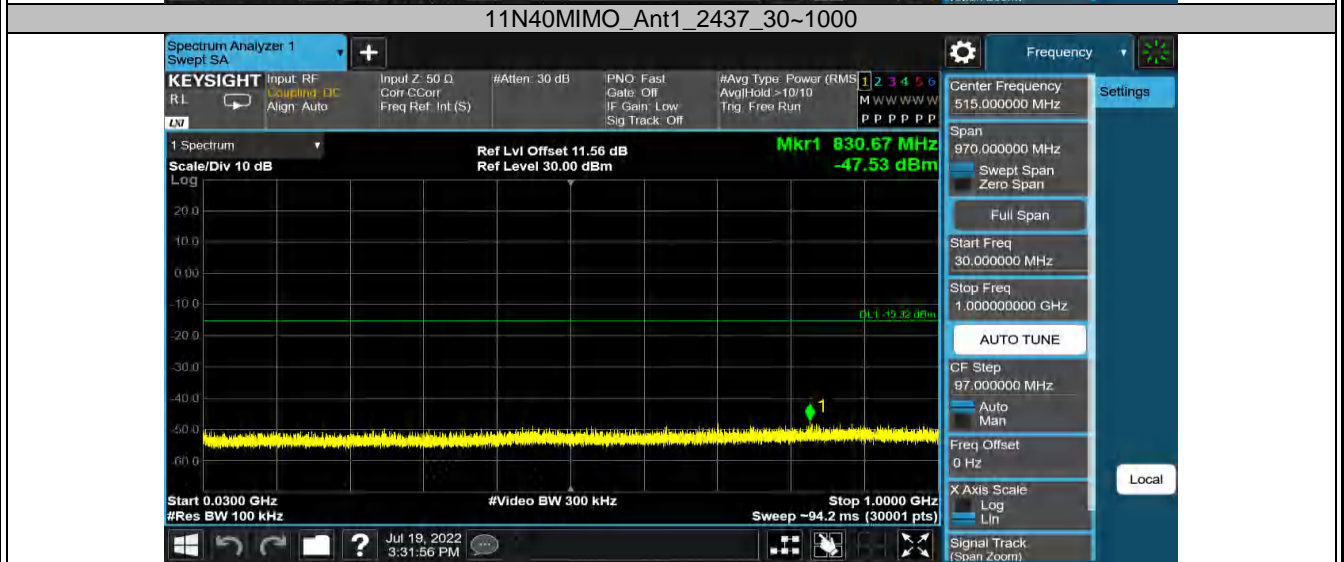 11N40MIMO_Ant1_2437_30~1000
Spectrum Analyzer 1
Swept SA
+
Frequency
KEYSIGHT
RL
LXI
Input: RF
Coupling: DC
Align: Auto
Input Z: 50 Ω
Corr CCorr
Freq Ref: Int (S)
#Atten: 30 dB
PNO: Fast
Gate: Off
IF Gain: Low
Sig Track: Off
#Avg Type: Power (RMS
Avg|Hold >10/10
Trig: Free Run
1 2 3 4 5 6
M W W W W W
P P P P P P
Center Frequency
515.000000 MHz
Settings
1 Spectrum
Scale/Div 10 dB
Log
Ref Lvl Offset 11.56 dB
Ref Level 30.00 dBm
Mkr1 830.67 MHz
-47.53 dBm
Span
970.000000 MHz
Swept Span
Zero Span
Full Span
Start Freq
30.000000 MHz
Stop Freq
1.000000000 GHz
AUTO TUNE
CF Step
97.000000 MHz
Auto
Man
Freq Offset
0 Hz
X Axis Scale
Log
Lin
Signal Track
(Span Zoom)
Local
20.0
10.0
0.00
-10.0
DL1 -15.32 dBm
-20.0
-30.0
-40.0
1
-50.0
-60.0
Start 0.0300 GHz
#Res BW 100 kHz
#Video BW 300 kHz
Stop 1.0000 GHz
Sweep ~94.2 ms (30001 pts)
?
Jul 19, 2022
3:31:56 PM